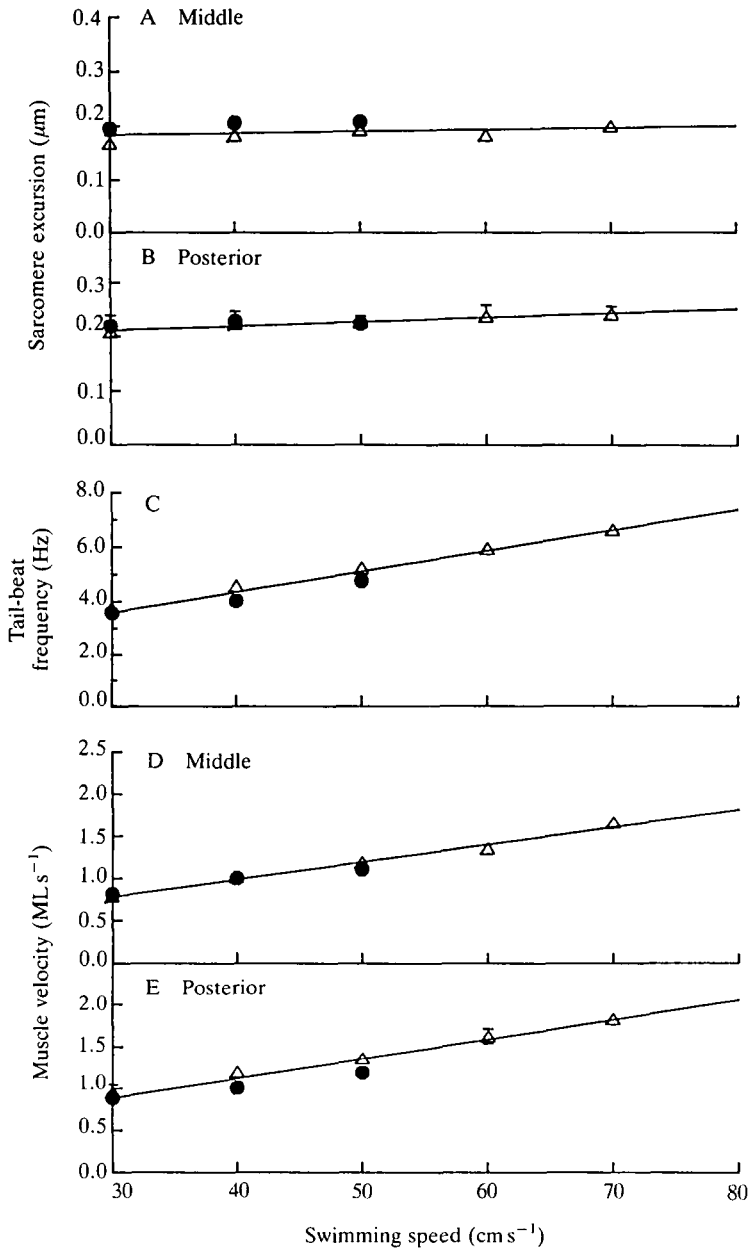 A Middle
0.4
0.3
0.2
0.1
0.0
B Posterior
0.3
0.2
0.1
0.0
Sarcomere excursion (μm)
C
8.0
6.0
4.0
2.0
0.0
Tail-beat
frequency (Hz)
D Middle
2.5
2.0
1.5
1.0
0.5
0.0
E Posterior
2.0
1.5
1.0
0.5
0.0
Muscle velocity (ML s⁻¹)
30 40 50 60 70 80
Swimming speed (cm s⁻¹)